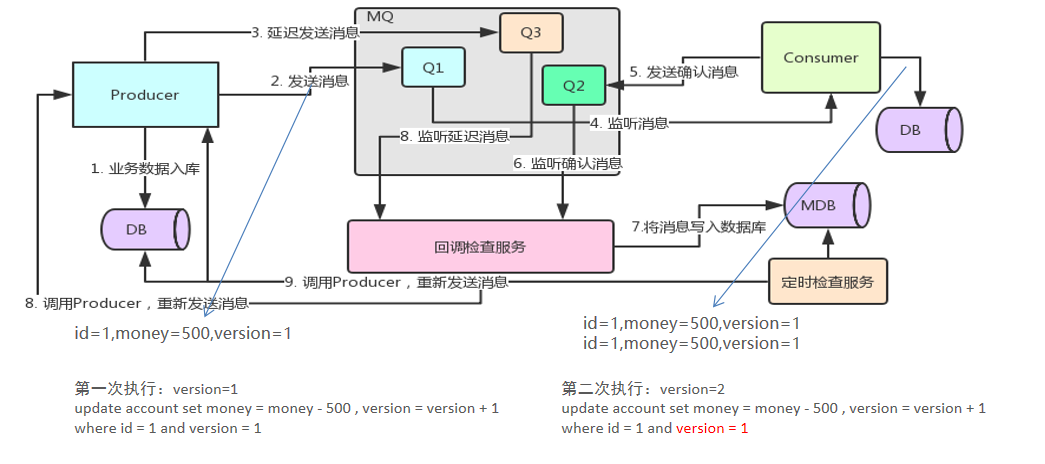 MQ
3. 延迟发送消息
Q3
Consumer
Q1
5. 发送确认消息
2. 发送消息
Q2
Producer
4. 监听消息
DB
8. 监听延迟消息
6. 监听确认消息
1. 业务数据入库
MDB
DB
7.将消息写入数据库
回调检查服务
9. 调用Producer，重新发送消息
定时检查服务
8. 调用Producer，重新发送消息
id=1,money=500,version=1
id=1,money=500,version=1
id=1,money=500,version=1
第一次执行：version=1
update account set money = money - 500 , version = version + 1
where id = 1 and version = 1
第二次执行：version=2
update account set money = money - 500 , version = version + 1
where id = 1 and version = 1